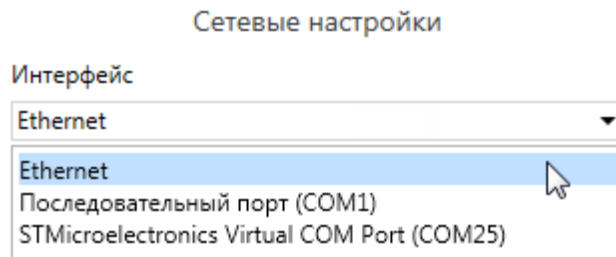 Сетевые настройки
Интерфейс
Ethernet
Ethernet
Последовательный порт (COM1)
STMicroelectronics Virtual COM Port (COM25)